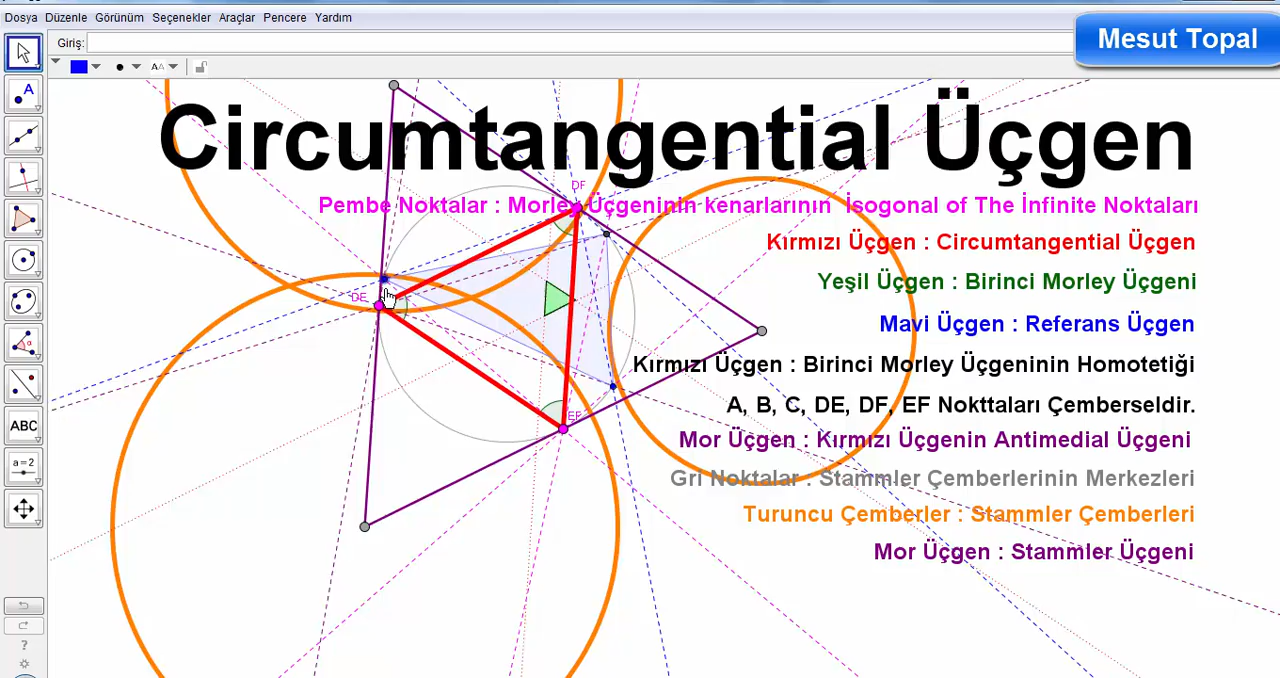 Dosya Düzenle Görünüm Seçenekler Araçlar Pencere Yardım
Giriş:
Mesut Topal
Circumtangential Üçgen
DF
Pembe Noktalar : Morley Üçgeninin kenarlarının İsogonal of The İnfinite Noktaları
Kırmızı Üçgen : Circumtangential Üçgen
Yeşil Üçgen : Birinci Morley Üçgeni
DE
Mavi Üçgen : Referans Üçgen
Kırmızı Üçgen : Birinci Morley Üçgeninin Homotetiği
A, B, C, DE, DF, EF Nokttaları Çemberseldir.
EF
Mor Üçgen : Kırmızı Üçgenin Antimedial Üçgeni
Gri Noktalar : Stammler Çemberlerinin Merkezleri
Turuncu Çemberler : Stammler Çemberleri
Mor Üçgen : Stammler Üçgeni
A
α
ABC
a=2
AA
?